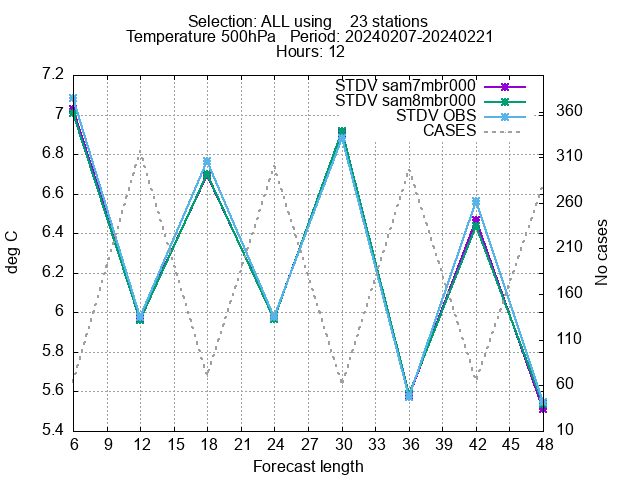 Selection: ALL using    23 stations
Temperature 500hPa   Period: 20240207-20240221
Hours: 12
STDV sam7mbr000
STDV sam8mbr000
STDV OBS
CASES
7.2
7
6.8
6.6
6.4
6.2
6
5.8
5.6
5.4
deg C
360
310
260
210
160
110
60
10
No cases
6 9 12 15 18 21 24 27 30 33 36 39 42 45 48
Forecast length